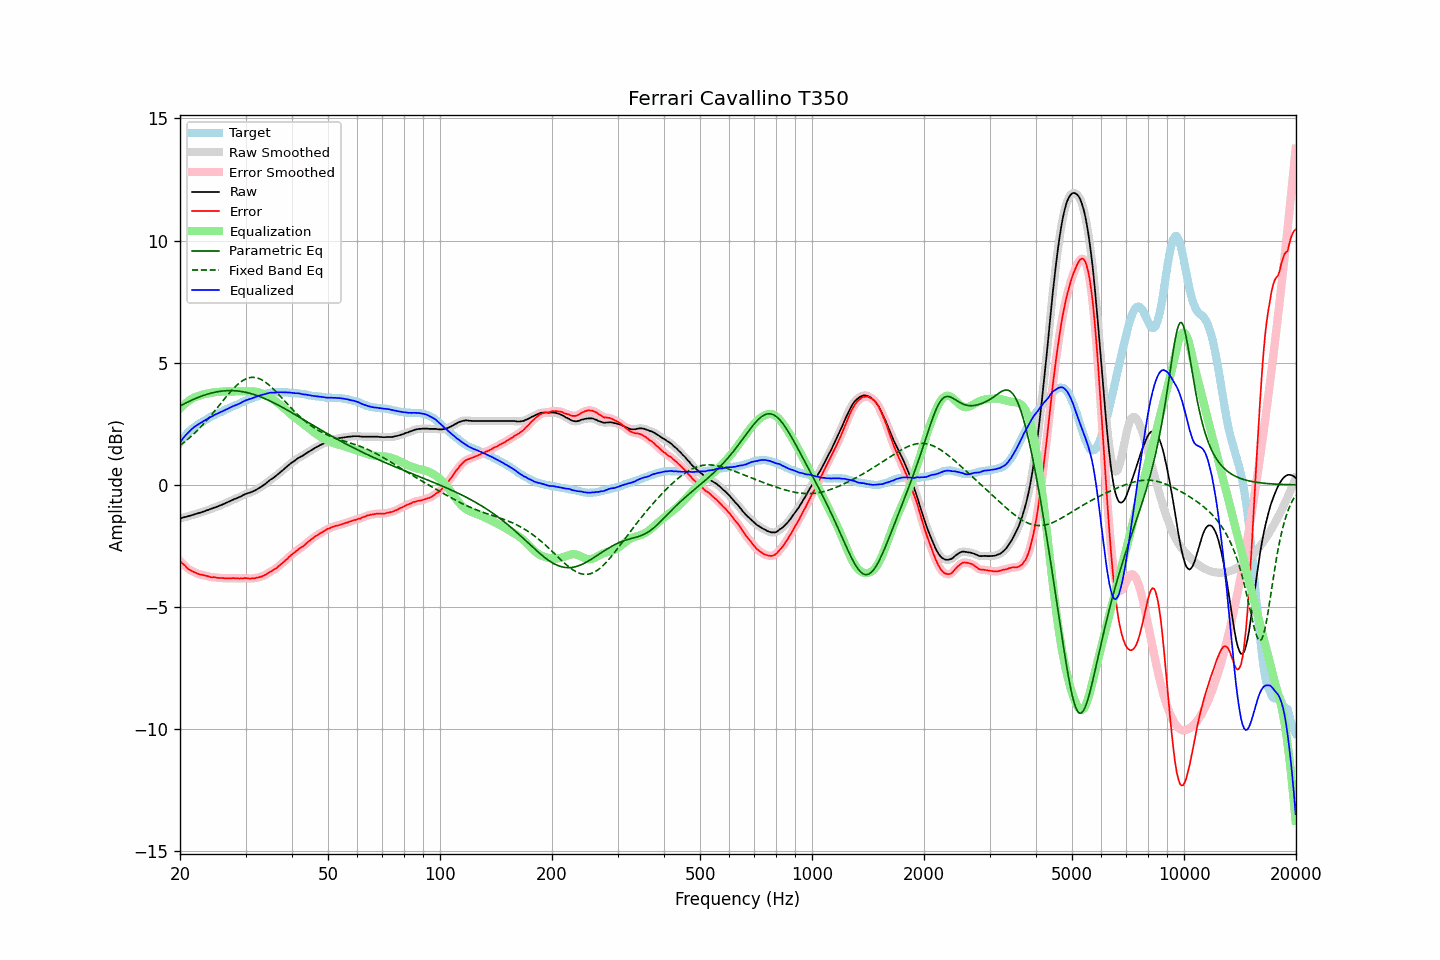 Ferrari Cavallino T350
Target
Raw Smoothed
Error Smoothed
Raw
Error
Equalization
Parametric Eq
Fixed Band Eq
Equalized
Amplitude (dBr)
15
10
5
0
−5
−10
−15
20 50 100 200 500 1000 2000 5000 10000 20000
Frequency (Hz)